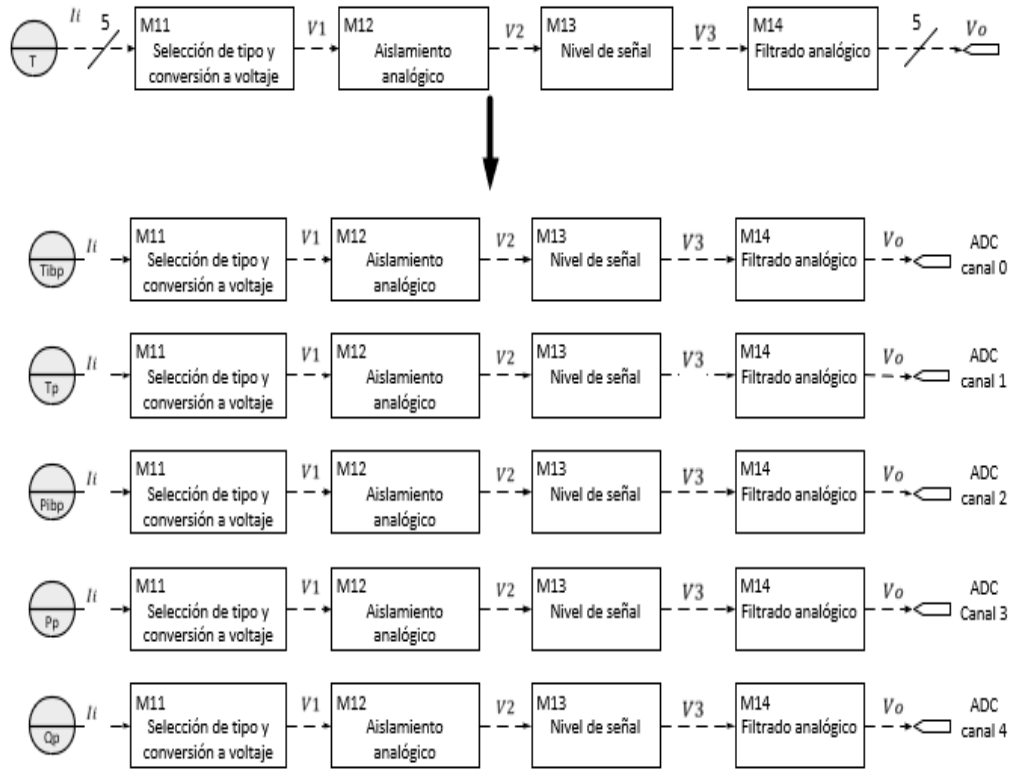 Ii 5 M11 V1 M12 V2 M13 V3 M14 5 Vo
T Selección de tipo y Aislamiento Nivel de señal Filtrado analógico
conversión a voltaje analógico
Ii M11 V1 M12 V2 M13 V3 M14 Vo ADC
Tibp Selección de tipo y Aislamiento Nivel de señal Filtrado analógico canal 0
conversión a voltaje analógico
Ii M11 V1 M12 V2 M13 V3 M14 Vo ADC
Tp Selección de tipo y Aislamiento Nivel de señal Filtrado analógico canal 1
conversión a voltaje analógico
Ii M11 V1 M12 V2 M13 V3 M14 Vo ADC
Pibp Selección de tipo y Aislamiento Nivel de señal Filtrado analógico canal 2
conversión a voltaje analógico
Ii M11 V1 M12 V2 M13 V3 M14 Vo ADC
Pp Selección de tipo y Aislamiento Nivel de señal Filtrado analógico Canal 3
conversión a voltaje analógico
Ii M11 V1 M12 V2 M13 V3 M14 Vo ADC
Qp Selección de tipo y Aislamiento Nivel de señal Filtrado analógico canal 4
conversión a voltaje analógico